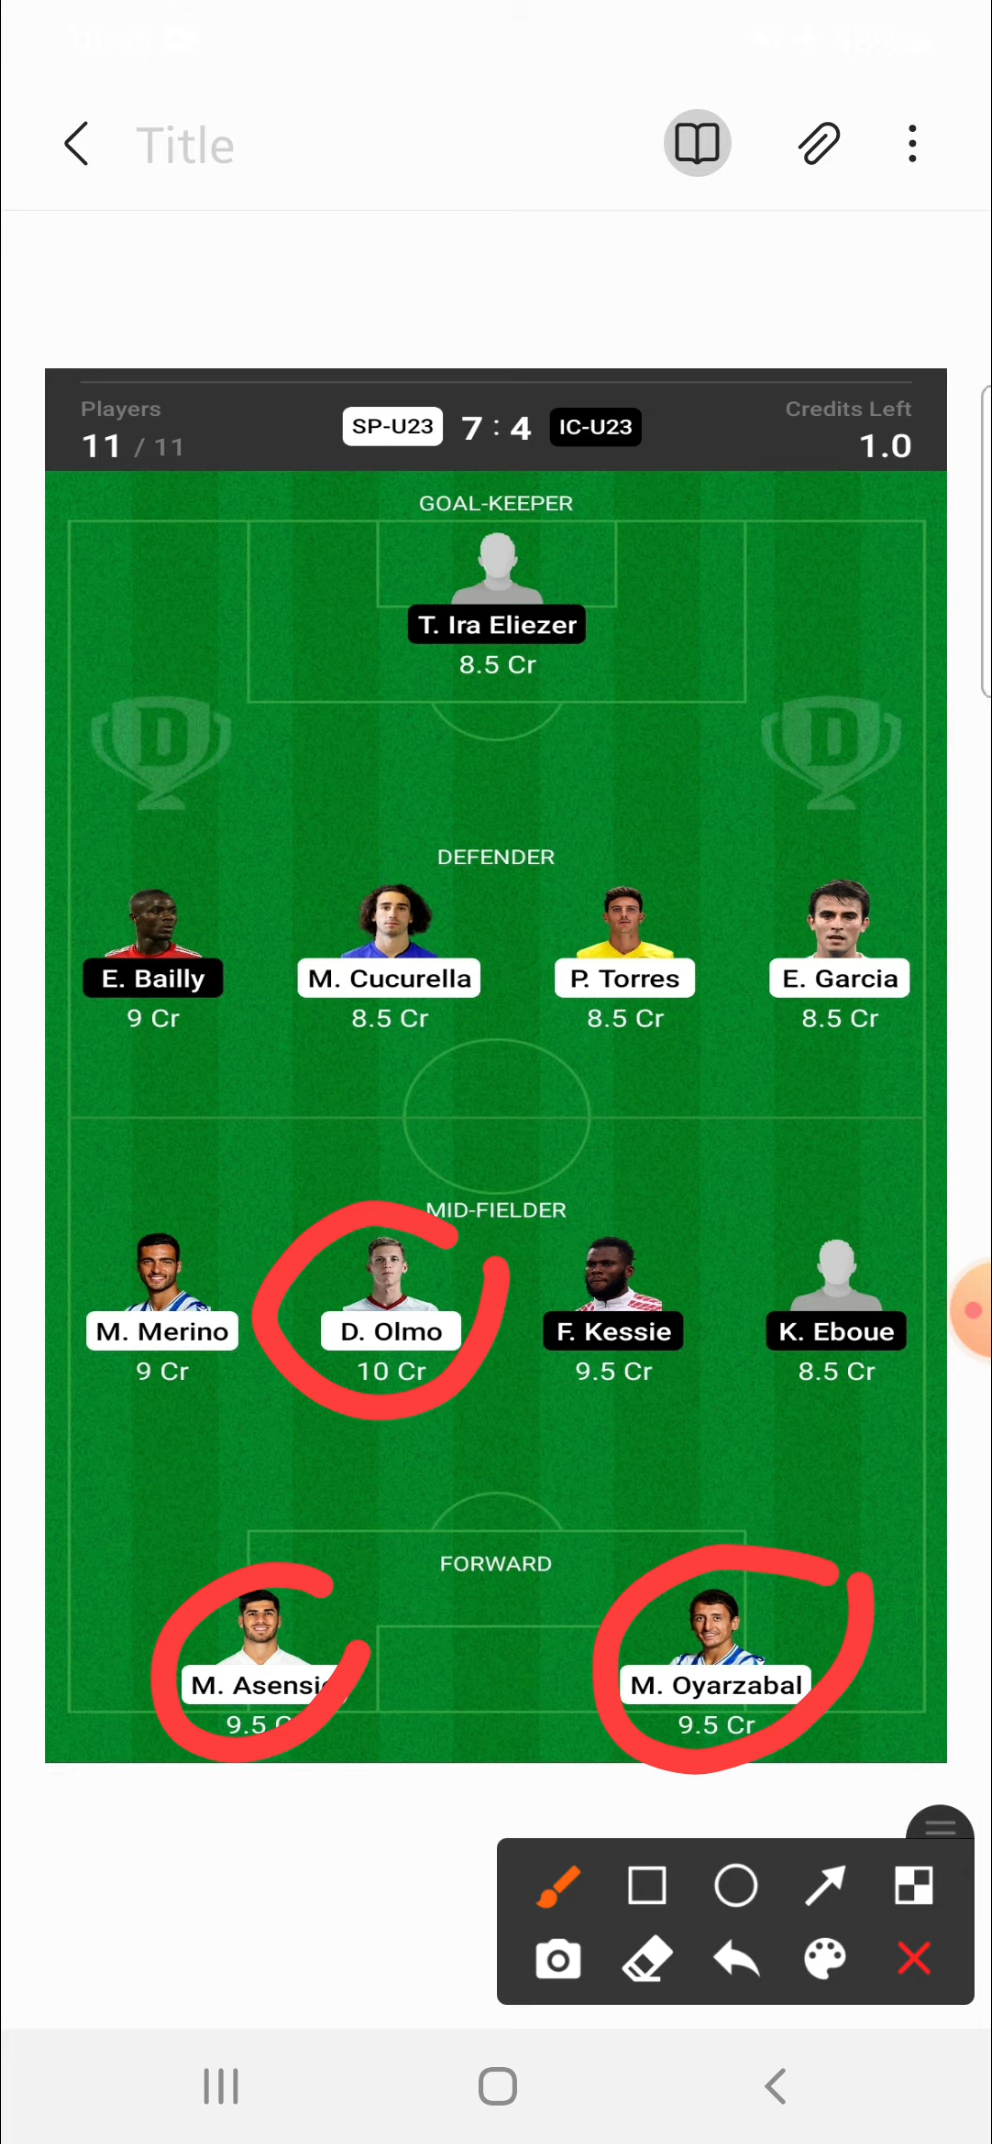 Title
Players
11 / 11
SP-U23 7 : 4 IC-U23
Credits Left
1.0
GOAL-KEEPER
T. Ira Eliezer
8.5 Cr
D D
DEFENDER
E. Bailly M. Cucurella P. Torres E. Garcia
9 Cr 8.5 Cr 8.5 Cr 8.5 Cr
MID-FIELDER
M. Merino D. Olmo F. Kessie K. Eboue
9 Cr 10 Cr 9.5 Cr 8.5 Cr
FORWARD
M. Asensi M. Oyarzabal
9.5 C 9.5 Cr